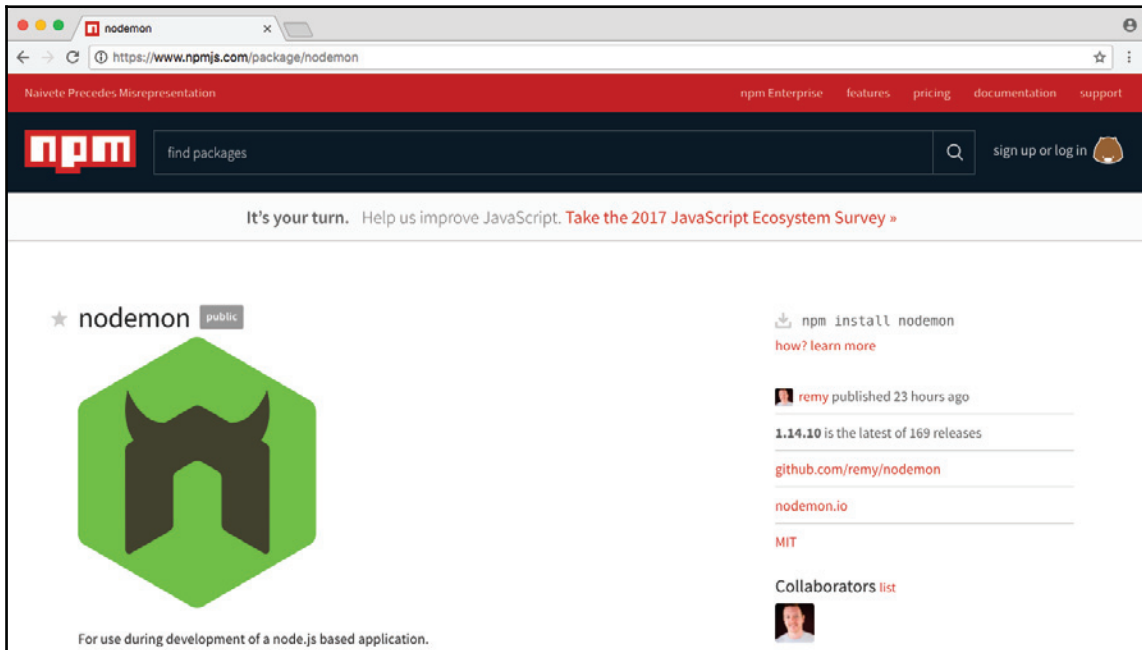 nodemon
https://www.npmjs.com/package/nodemon
Naivete Precedes Misrepresentation
npm Enterprise features pricing documentation support
npm
find packages
sign up or log in
It's your turn. Help us improve JavaScript. Take the 2017 JavaScript Ecosystem Survey »
nodemon public
npm install nodemon
how? learn more
remy published 23 hours ago
1.14.10 is the latest of 169 releases
github.com/remy/nodemon
nodemon.io
MIT
Collaborators list
For use during development of a node.js based application.